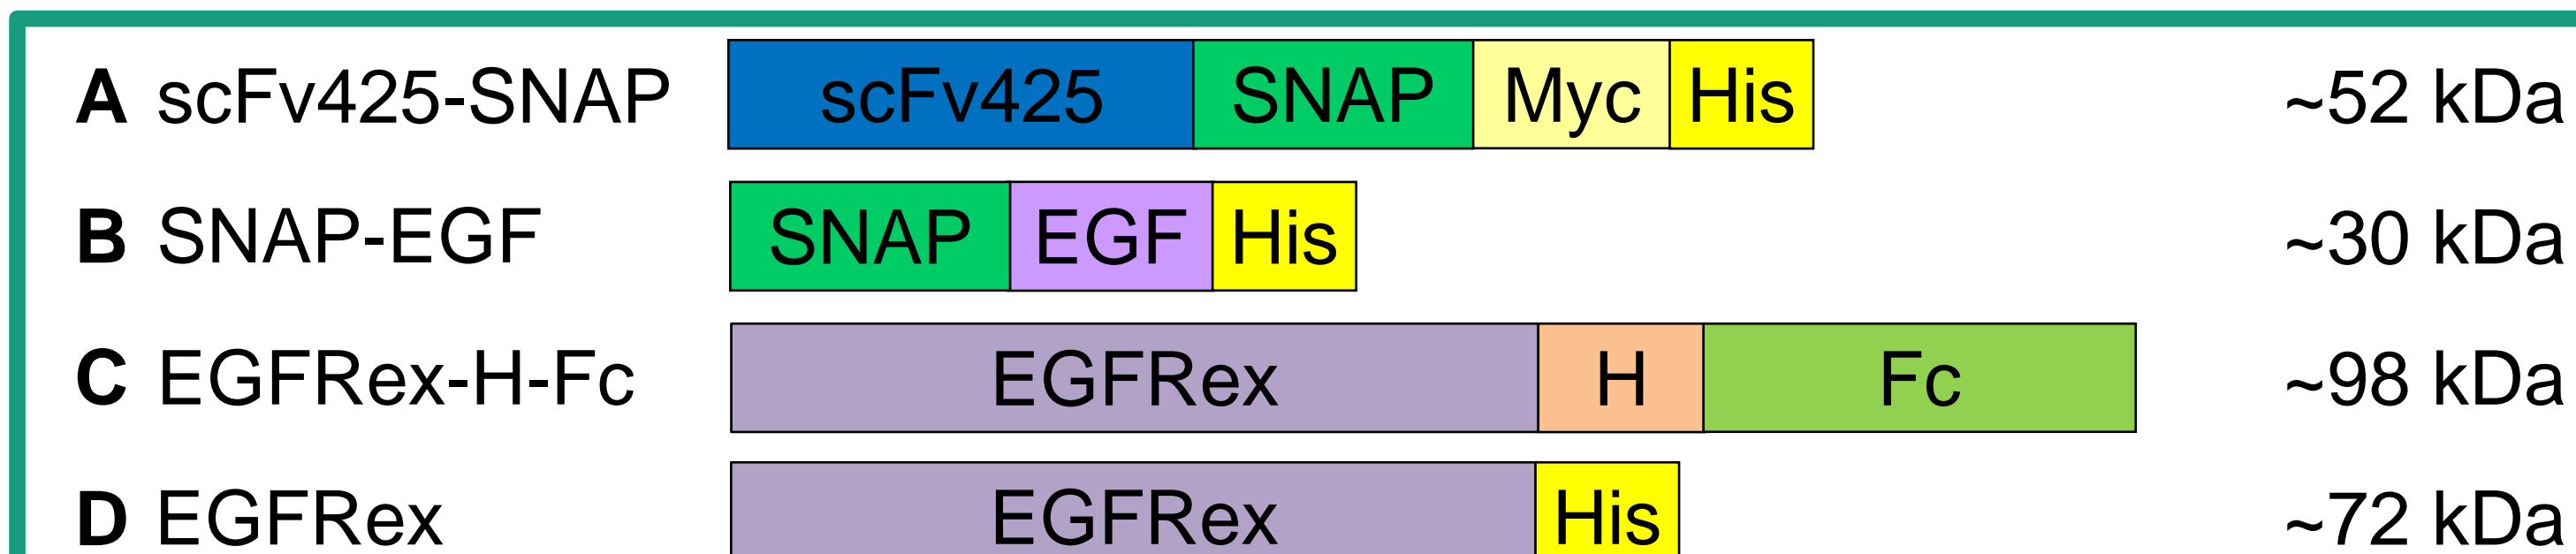 A scFv425-SNAP scFv425 SNAP Myc His ~52 kDa
B SNAP-EGF SNAP EGF His ~30 kDa
C EGFRex-H-Fc EGFRex H Fc ~98 kDa
D EGFRex EGFRex His ~72 kDa